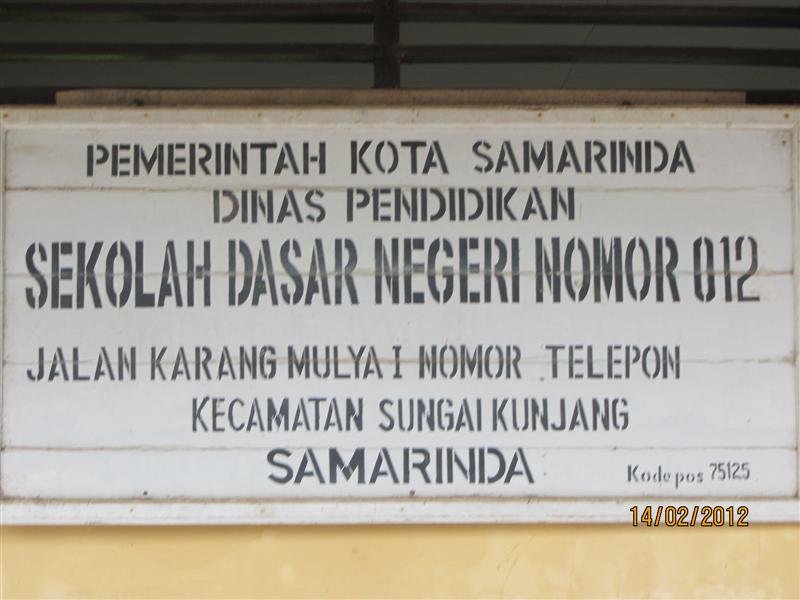 PEMERINTAH KOTA SAMARINDA
DINAS PENDIDIKAN
SEKOLAH DASAR NEGERI NOMOR 012
JALAN KARANG MULYA I NOMOR TELEPON
KECAMATAN SUNGAI KUNJANG
SAMARINDA
Kode pos 75125
14/02/2012